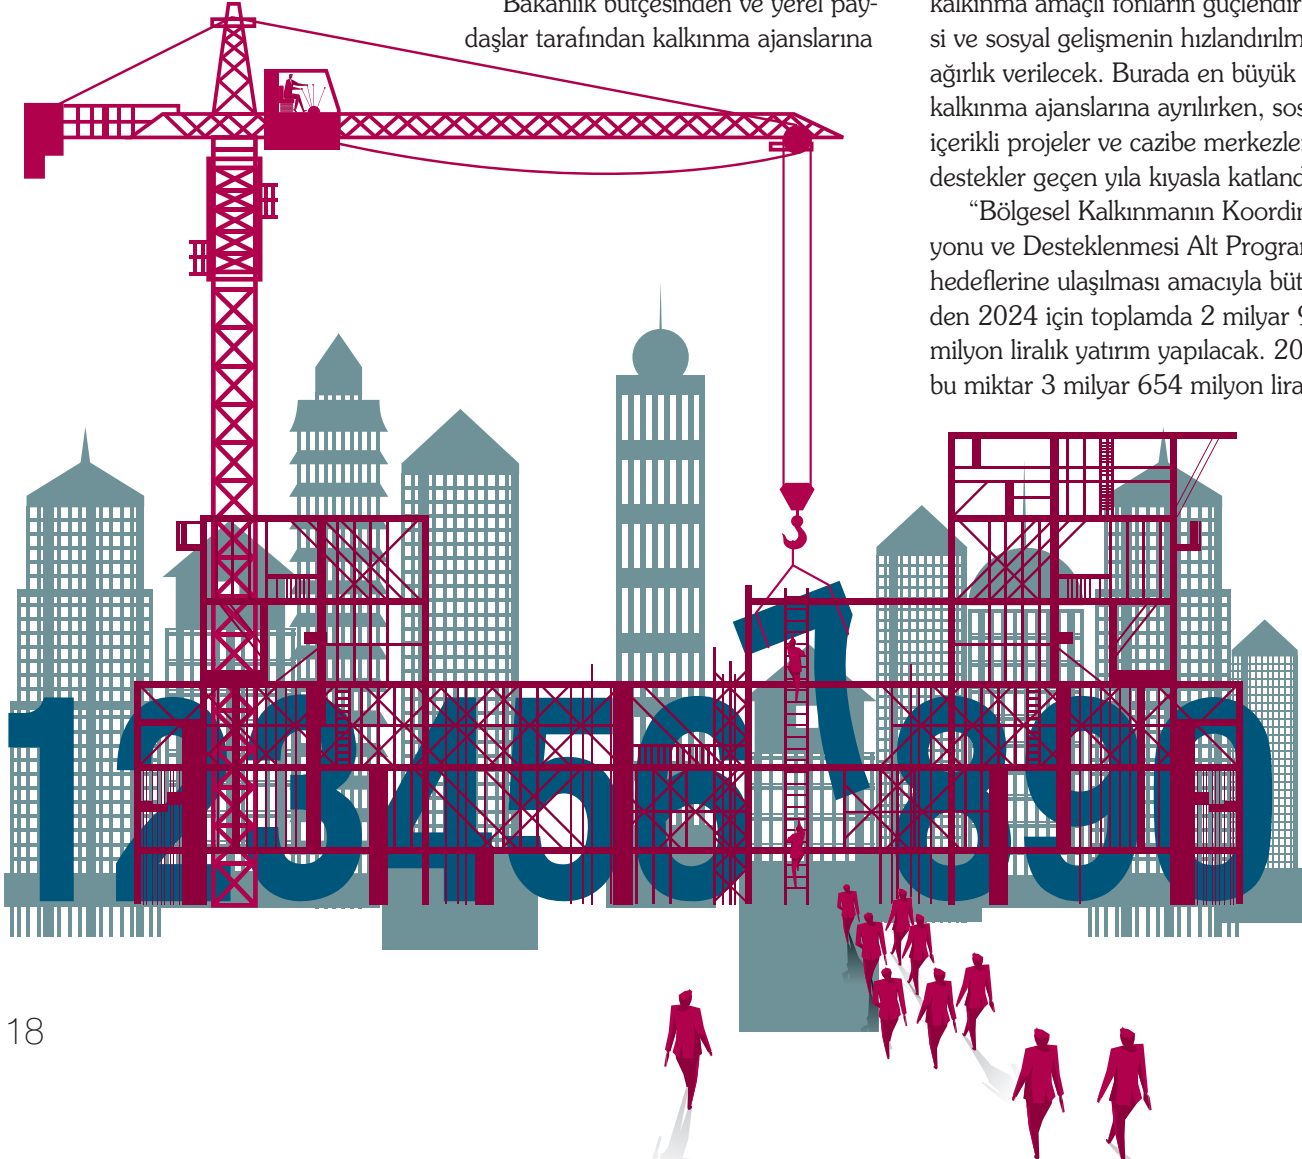 Bakanlık bütçesinden ve yerel pay-
daşlar tarafından kalkınma ajanslarına
kalkınma amaçlı fonların güçlendir
si ve sosyal gelişmenin hızlandırılm
ağırlık verilecek. Burada en büyük
kalkınma ajanslarına ayrılırken, sos
içerikli projeler ve cazibe merkezle
destekler geçen yıla kıyasla katland
“Bölgesel Kalkınmanın Koordin
yonu ve Desteklenmesi Alt Progra
hedeflerine ulaşılması amacıyla büt
den 2024 için toplamda 2 milyar 9
milyon liralık yatırım yapılacak. 20
bu miktar 3 milyar 654 milyon lira
1234567890
18